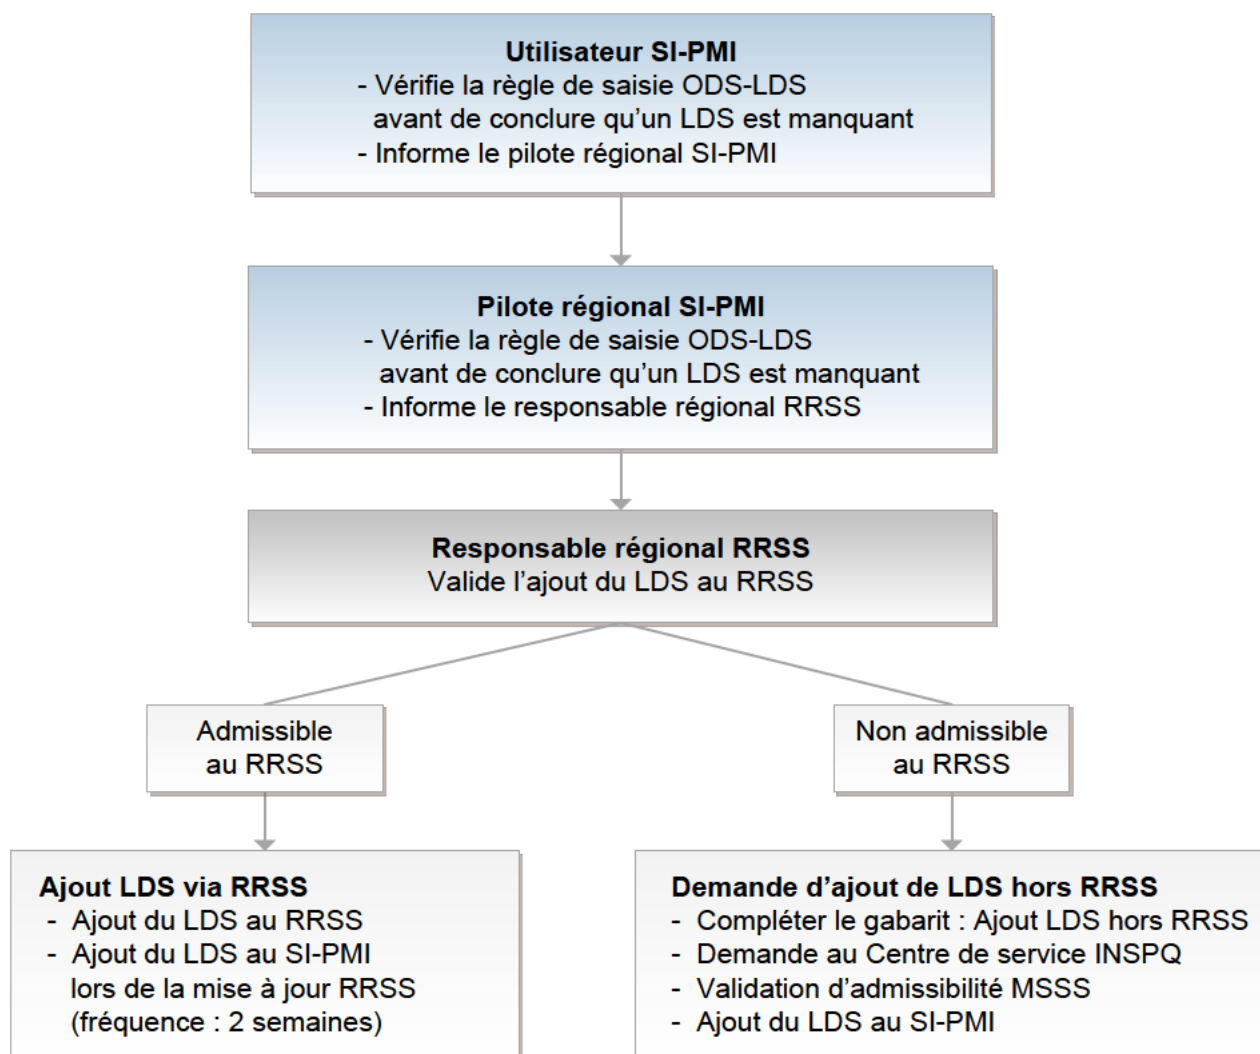 Utilisateur SI-PMI
- Vérifie la règle de saisie ODS-LDS
avant de conclure qu'un LDS est manquant
- Informe le pilote régional SI-PMI
Pilote régional SI-PMI
- Vérifie la règle de saisie ODS-LDS
avant de conclure qu'un LDS est manquant
- Informe le responsable régional RRSS
Responsable régional RRSS
Valide l'ajout du LDS au RRSS
Admissible
au RRSS
Non admissible
au RRSS
Ajout LDS via RRSS
- Ajout du LDS au RRSS
- Ajout du LDS au SI-PMI
lors de la mise à jour RRSS
(fréquence : 2 semaines)
Demande d'ajout de LDS hors RRSS
- Compléter le gabarit : Ajout LDS hors RRSS
- Demande au Centre de service INSPQ
- Validation d'admissibilité MSSS
- Ajout du LDS au SI-PMI